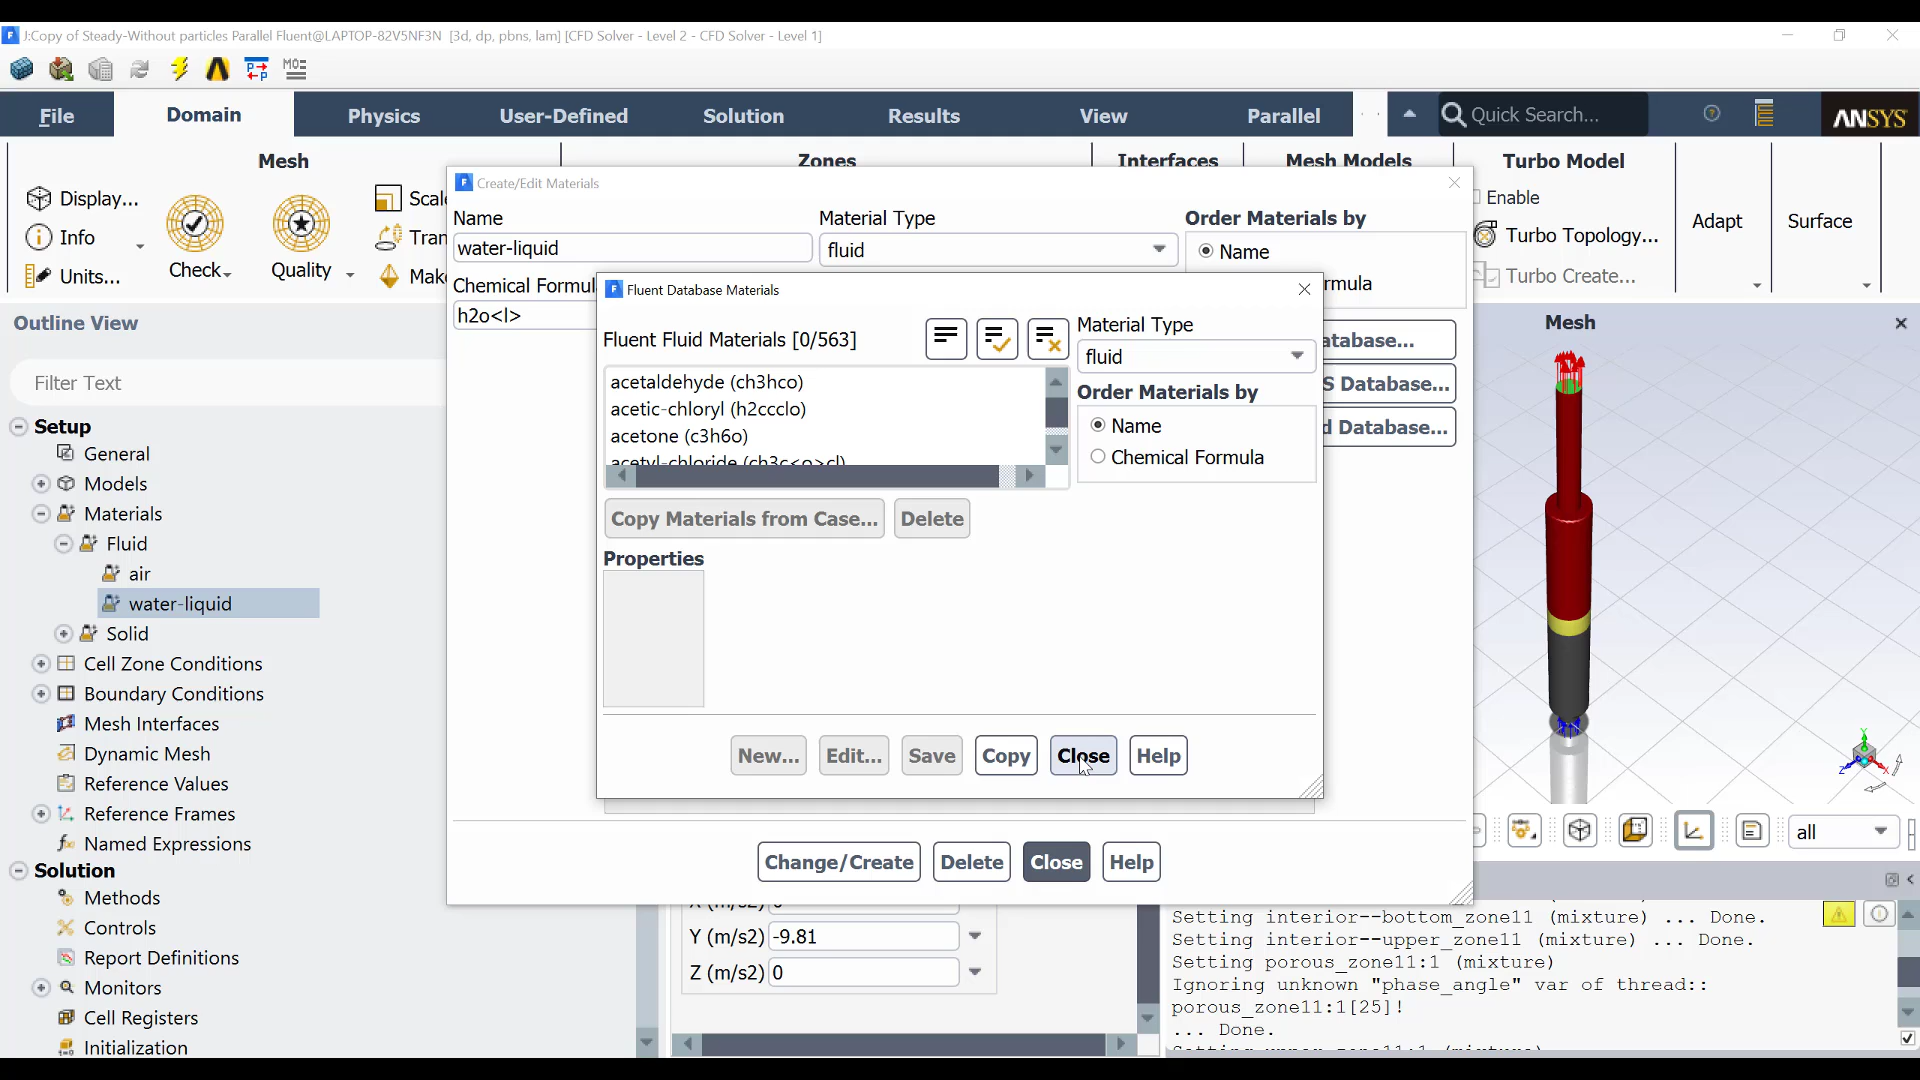 J:Copy of Steady-Without particles Parallel Fluent@LAPTOP-82V5NF3N [3d, dp, pbns, lam] [CFD Solver - Level 2 - CFD Solver - Level 1]
File
Domain
Physics
User-Defined
Solution
Results
View
Parallel
Quick Search...
ANSYS
Mesh
Zones
Interfaces
Mesh Models
Turbo Model
Display...
Info
Units...
Check
Quality
Scale
Tran
Make
Enable
Turbo Topology...
Turbo Create...
Adapt
Surface
Outline View
Filter Text
Setup
General
Models
Materials
Fluid
air
water-liquid
Solid
Cell Zone Conditions
Boundary Conditions
Mesh Interfaces
Dynamic Mesh
Reference Values
Reference Frames
Named Expressions
Solution
Methods
Controls
Report Definitions
Monitors
Cell Registers
Initialization
Create/Edit Materials
Name
water-liquid
Material Type
fluid
Order Materials by
Name
rmula
Chemical Formula
h2o<l>
atabase...
S Database...
d Database...
Fluent Database Materials
Fluent Fluid Materials [0/563]
acetaldehyde (ch3hco)
acetic-chloryl (h2ccclo)
acetone (c3h6o)
acetyl-chloride (ch3c<o>cl)
Material Type
fluid
Order Materials by
Name
Chemical Formula
Copy Materials from Case...
Delete
Properties
New...
Edit...
Save
Copy
Close
Help
Change/Create
Delete
Close
Help
Y (m/s2) -9.81
Z (m/s2) 0
Mesh
all
Setting interior--bottom_zone11 (mixture) ... Done.
Setting interior--upper_zone11 (mixture) ... Done.
Setting porous_zone11:1 (mixture)
Ignoring unknown "phase_angle" var of thread::
porous_zone11:1[25]!
... Done.